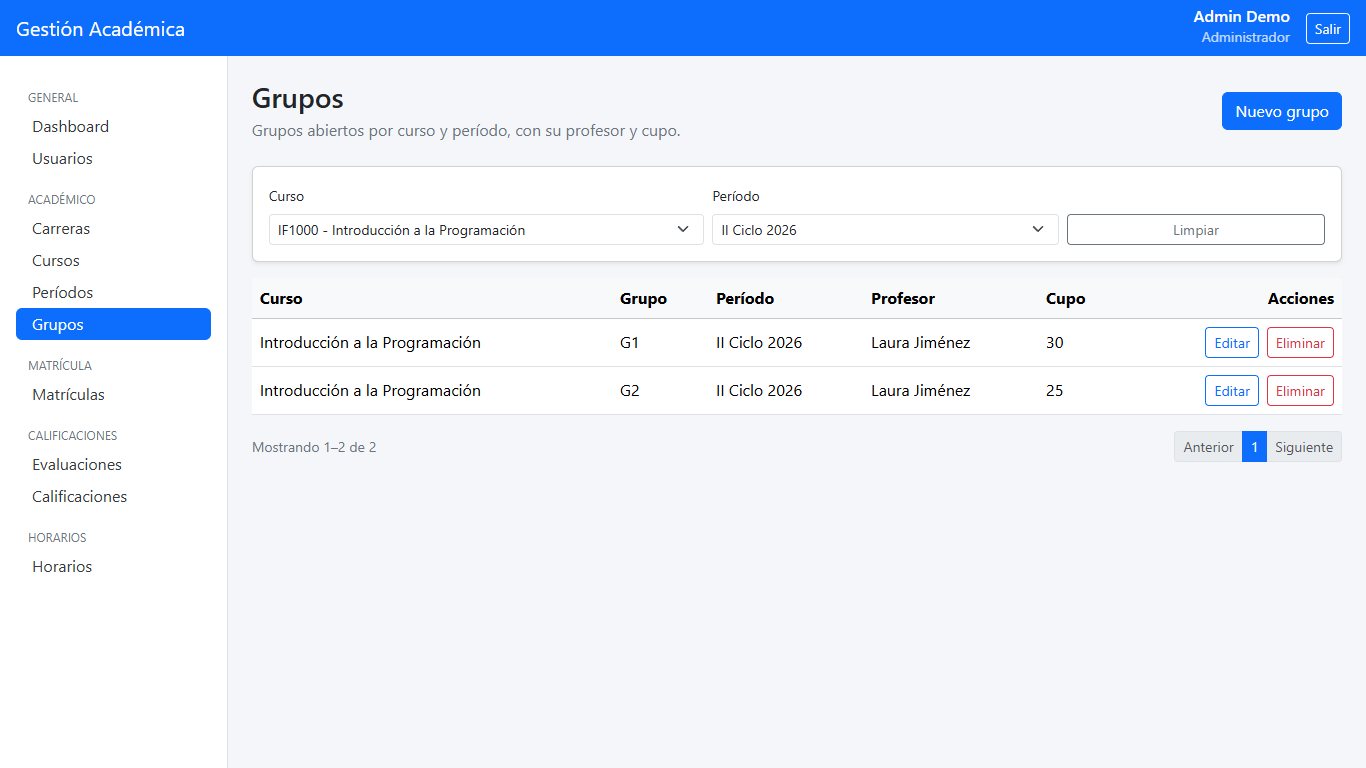 Gestión Académica
Admin Demo
Administrador
Salir
GENERAL
Dashboard
Usuarios
ACADÉMICO
Carreras
Cursos
Períodos
Grupos
MATRÍCULA
Matrículas
CALIFICACIONES
Evaluaciones
Calificaciones
HORARIOS
Horarios
Grupos
Grupos abiertos por curso y período, con su profesor y cupo.
Nuevo grupo
Curso Período
IF1000 - Introducción a la Programación II Ciclo 2026 Limpiar
Curso Grupo Período Profesor Cupo Acciones
Introducción a la Programación G1 II Ciclo 2026 Laura Jiménez 30 Editar Eliminar
Introducción a la Programación G2 II Ciclo 2026 Laura Jiménez 25 Editar Eliminar
Mostrando 1–2 de 2 Anterior 1 Siguiente